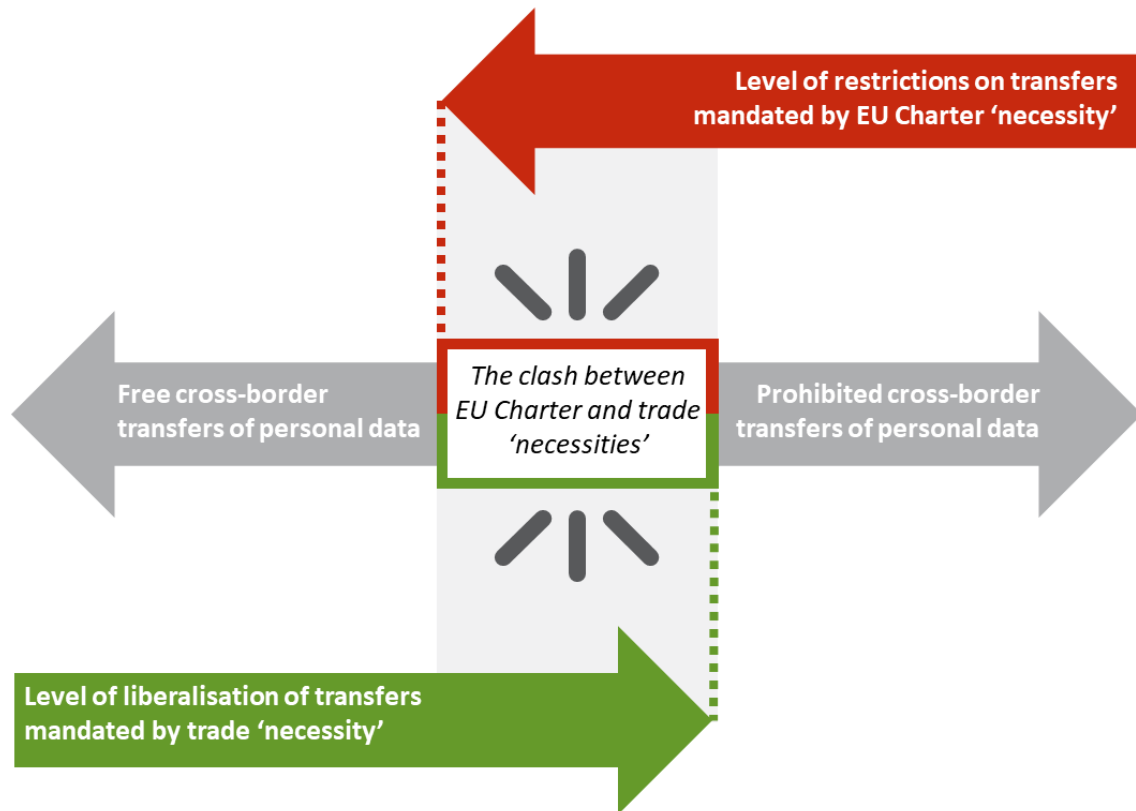 Level of restrictions on transfers
mandated by EU Charter ‘necessity’
Free cross-border
transfers of personal data
The clash between
EU Charter and trade
‘necessities’
Prohibited cross-border
transfers of personal data
Level of liberalisation of transfers
mandated by trade ‘necessity’